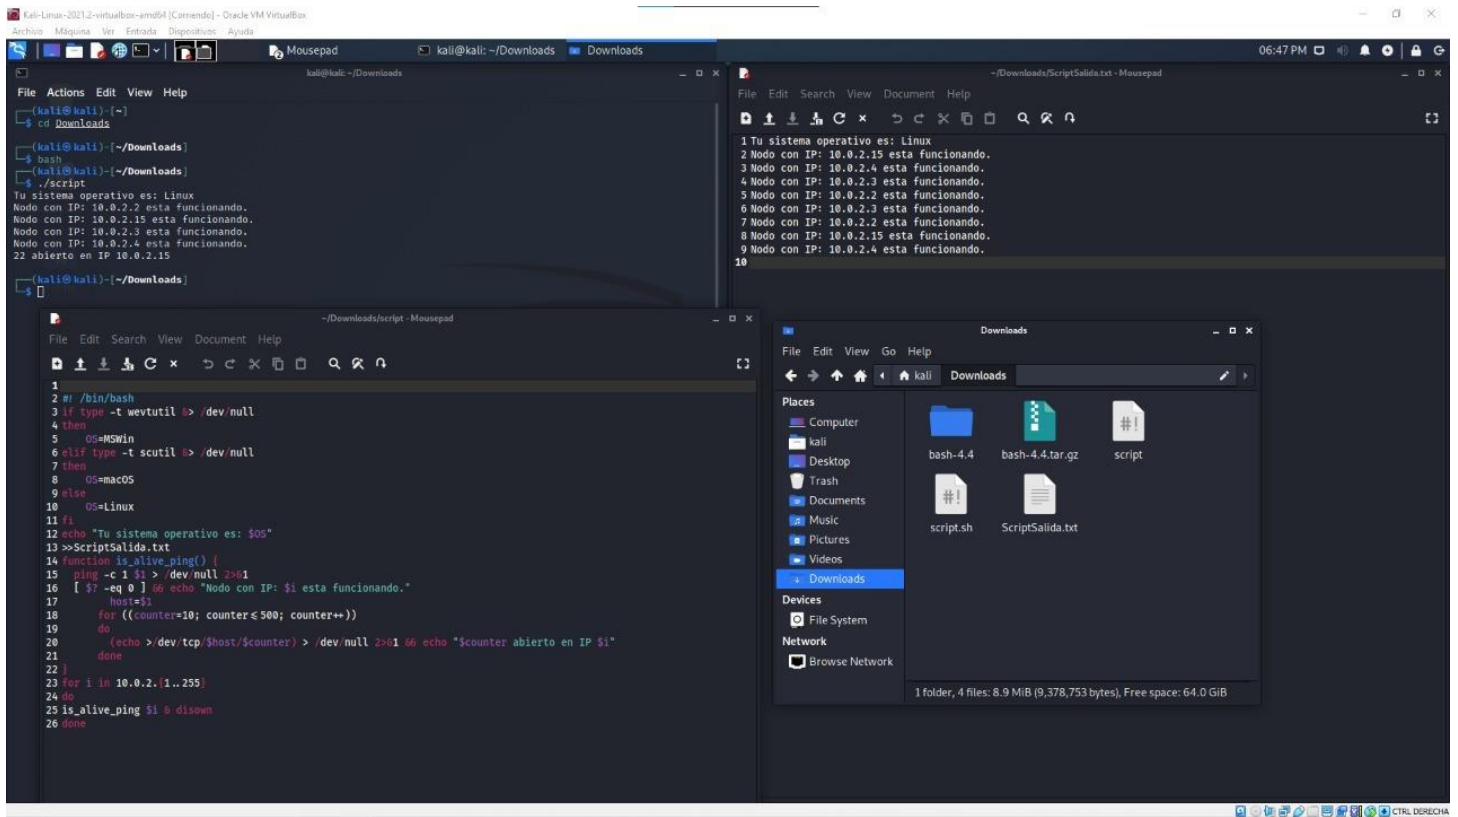 Kali-Linux-2021.2-virtualbox-amd64 [Corriendo] - Oracle VM VirtualBox
Archivo Máquina Ver Entrada Dispositivos Ayuda
Mousepad
kali@kali: ~/Downloads
Downloads
06:47 PM
kali@kali: ~/Downloads
File Actions Edit View Help
(kali㉿kali)-[~]
$ cd Downloads
(kali㉿kali)-[~/Downloads]
$ bash
(kali㉿kali)-[~/Downloads]
$ ./script
Tu sistema operativo es: Linux
Nodo con IP: 10.0.2.2 esta funcionando.
Nodo con IP: 10.0.2.15 esta funcionando.
Nodo con IP: 10.0.2.3 esta funcionando.
Nodo con IP: 10.0.2.4 esta funcionando.
22 abierto en IP 10.0.2.15
(kali㉿kali)-[~/Downloads]
$
~/Downloads/ScriptSalida.txt - Mousepad
File Edit Search View Document Help
1 Tu sistema operativo es: Linux
2 Nodo con IP: 10.0.2.15 esta funcionando.
3 Nodo con IP: 10.0.2.4 esta funcionando.
4 Nodo con IP: 10.0.2.3 esta funcionando.
5 Nodo con IP: 10.0.2.2 esta funcionando.
6 Nodo con IP: 10.0.2.3 esta funcionando.
7 Nodo con IP: 10.0.2.2 esta funcionando.
8 Nodo con IP: 10.0.2.15 esta funcionando.
9 Nodo con IP: 10.0.2.4 esta funcionando.
10
~/Downloads/script - Mousepad
File Edit Search View Document Help
1
2 #! /bin/bash
3 if type -t wevtutil &> /dev/null
4 then
5 OS=MSWin
6 elif type -t scutil &> /dev/null
7 then
8 OS=macOS
9 else
10 OS=Linux
11 fi
12 echo "Tu sistema operativo es: $OS"
13 >>ScriptSalida.txt
14 function is_alive_ping() {
15 ping -c 1 $1 > /dev/null 2>&1
16 [ $? -eq 0 ] && echo "Nodo con IP: $i esta funcionando."
17 host=$1
18 for ((counter=10; counter<=500; counter++))
19 do
20 (echo >/dev/tcp/$host/$counter) > /dev/null 2>&1 && echo "$counter abierto en IP $i"
21 done
22 }
23 for i in 10.0.2.{1..255}
24 do
25 is_alive_ping $i & disown
26 done
Downloads
File Edit View Go Help
kali Downloads
Places
Computer
kali
Desktop
Trash
Documents
Music
Pictures
Videos
Downloads
Devices
File System
Network
Browse Network
bash-4.4
bash-4.4.tar.gz
script
script.sh
ScriptSalida.txt
1 folder, 4 files: 8.9 MiB (9,378,753 bytes), Free space: 64.0 GiB
CTRL DERECHA